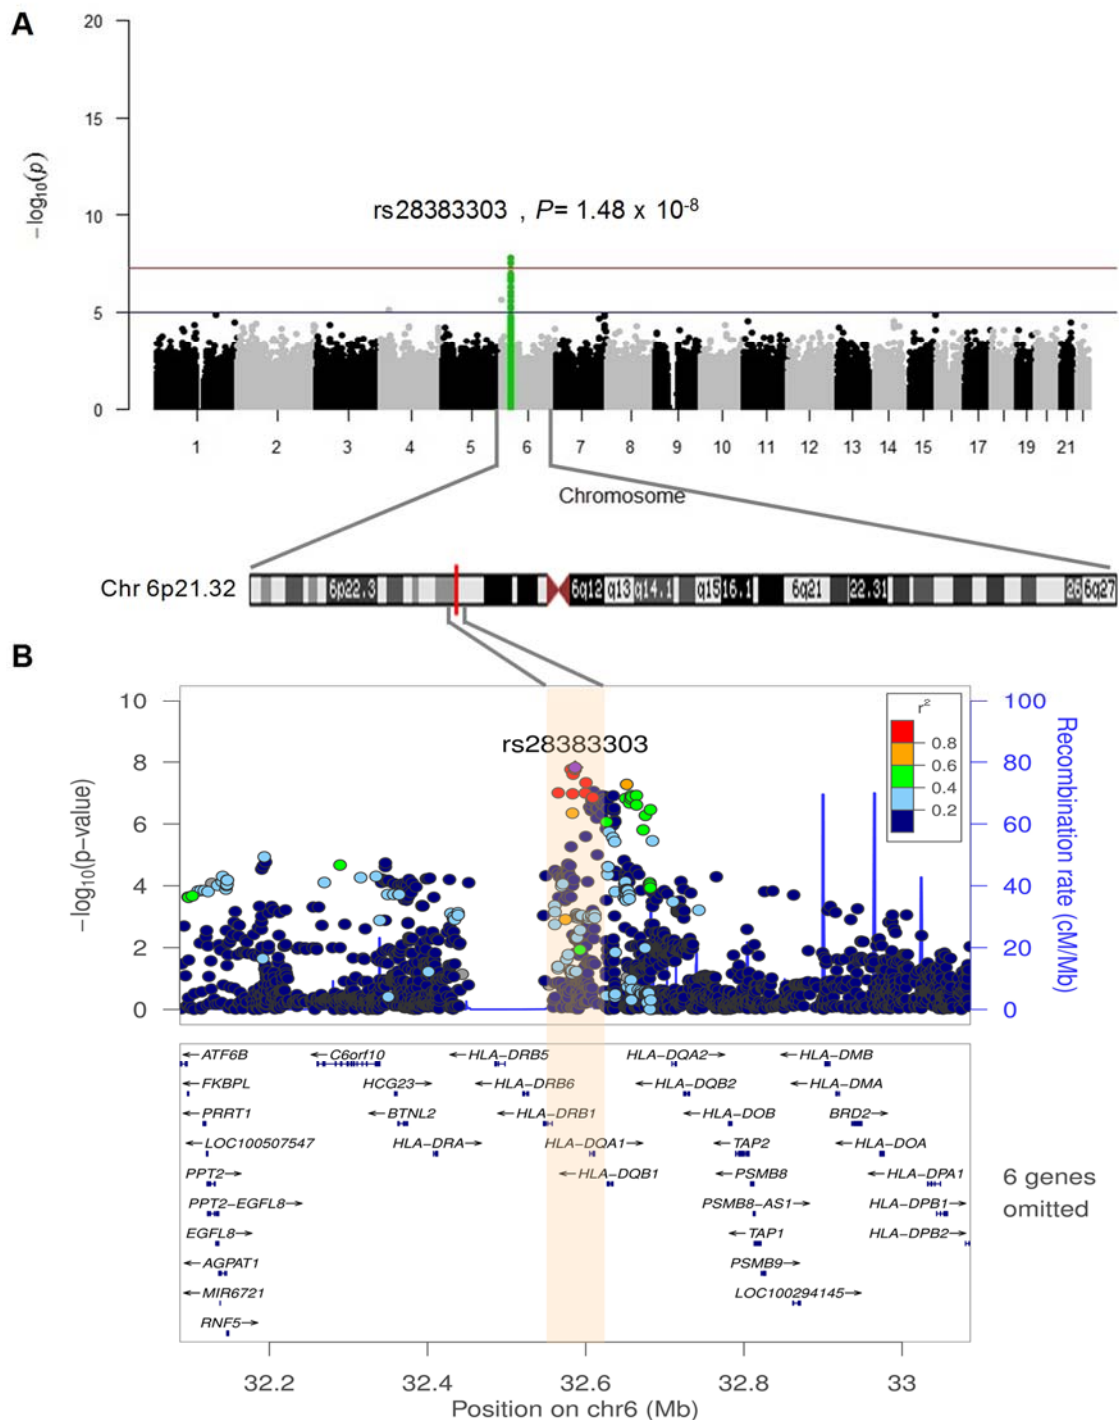 A
20
15
10
5
0
−log10(p)
rs28383303 , P= 1.48 x 10-8
1 2 3 4 5 6 7 8 9 10 11 13 14 15 17 19 21
Chromosome
Chr 6p21.32
6p22.3 6q12 q13 q14.1 q15 16.1 6q21 22.31 26 6q27
B
10
8
6
4
2
0
−log10(p−value)
rs28383303
r2
0.8
0.6
0.4
0.2
100
80
60
40
20
0
Recombination rate (cM/Mb)
←ATF6B ←C6orf10 ←HLA−DRB5 HLA−DQA2→ ←HLA−DMB
←FKBPL HCG23→ ←HLA−DRB6 ←HLA−DQB2 ←HLA−DMA
←PRRT1 ←BTNL2 ←HLA−DRB1 ←HLA−DOB BRD2→
←LOC100507547 HLA−DRA→ HLA−DQA1→ ←TAP2 ←HLA−DOA
PPT2→ ←HLA−DQB1 ←PSMB8 ←HLA−DPA1
PPT2−EGFL8→ PSMB8−AS1→ HLA−DPB1→
EGFL8→ ←TAP1 HLA−DPB2→
←AGPAT1 PSMB9→
←MIR6721 LOC100294145→
RNF5→
6 genes
omitted
32.2 32.4 32.6 32.8 33
Position on chr6 (Mb)